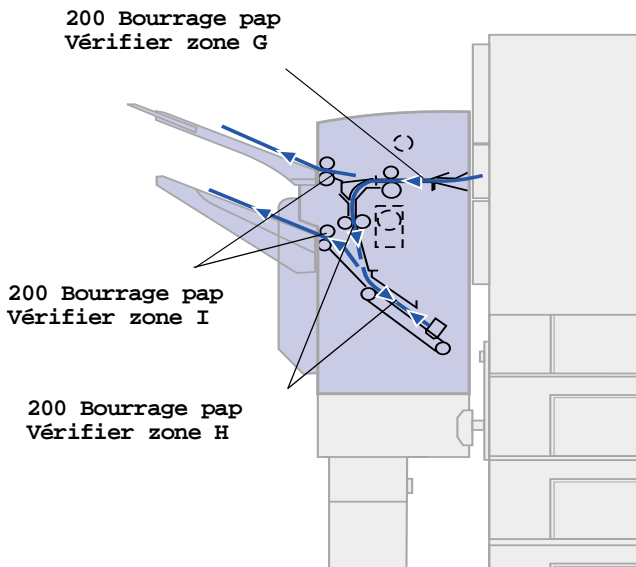 200 Bourrage pap
Vérifier zone G
200 Bourrage pap
Vérifier zone I
200 Bourrage pap
Vérifier zone H